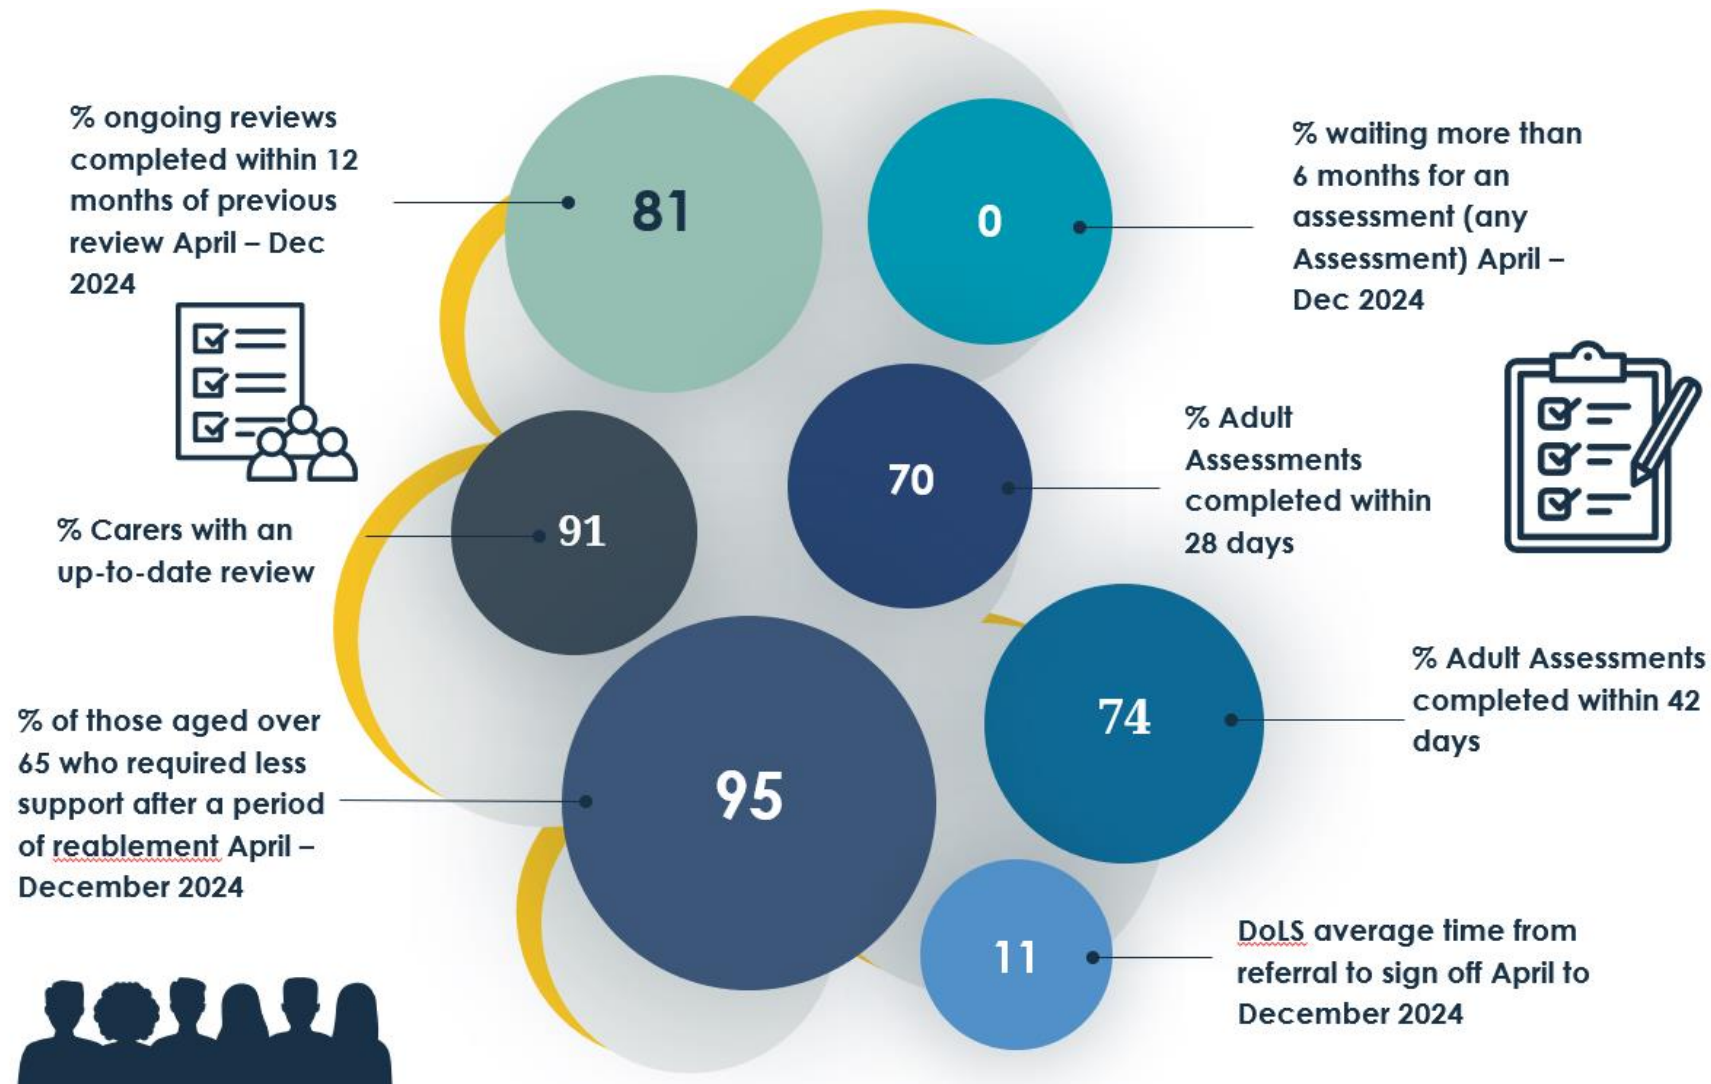 % ongoing reviews
completed within 12
months of previous
review April – Dec
2024
81
0
% waiting more than
6 months for an
assessment (any
Assessment) April –
Dec 2024
% Carers with an
up-to-date review
91
70
% Adult
Assessments
completed within
28 days
% of those aged over
65 who required less
support after a period
of reablement April –
December 2024
95
74
% Adult Assessments
completed within 42
days
11
DoLS average time from
referral to sign off April to
December 2024